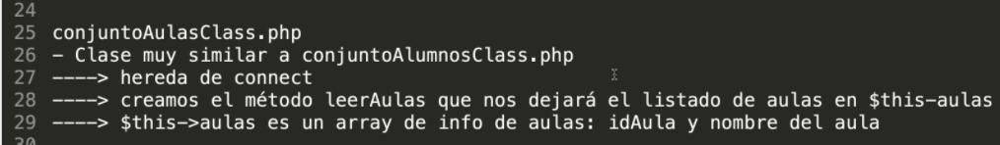 24
25 conjuntoAulasClass.php
26 - Clase muy similar a conjuntoAlumnosClass.php
27 ----> hereda de connect
28 ----> creamos el método leerAulas que nos dejará el listado de aulas en $this-aulas
29 ----> $this->aulas es un array de info de aulas: idAula y nombre del aula
30